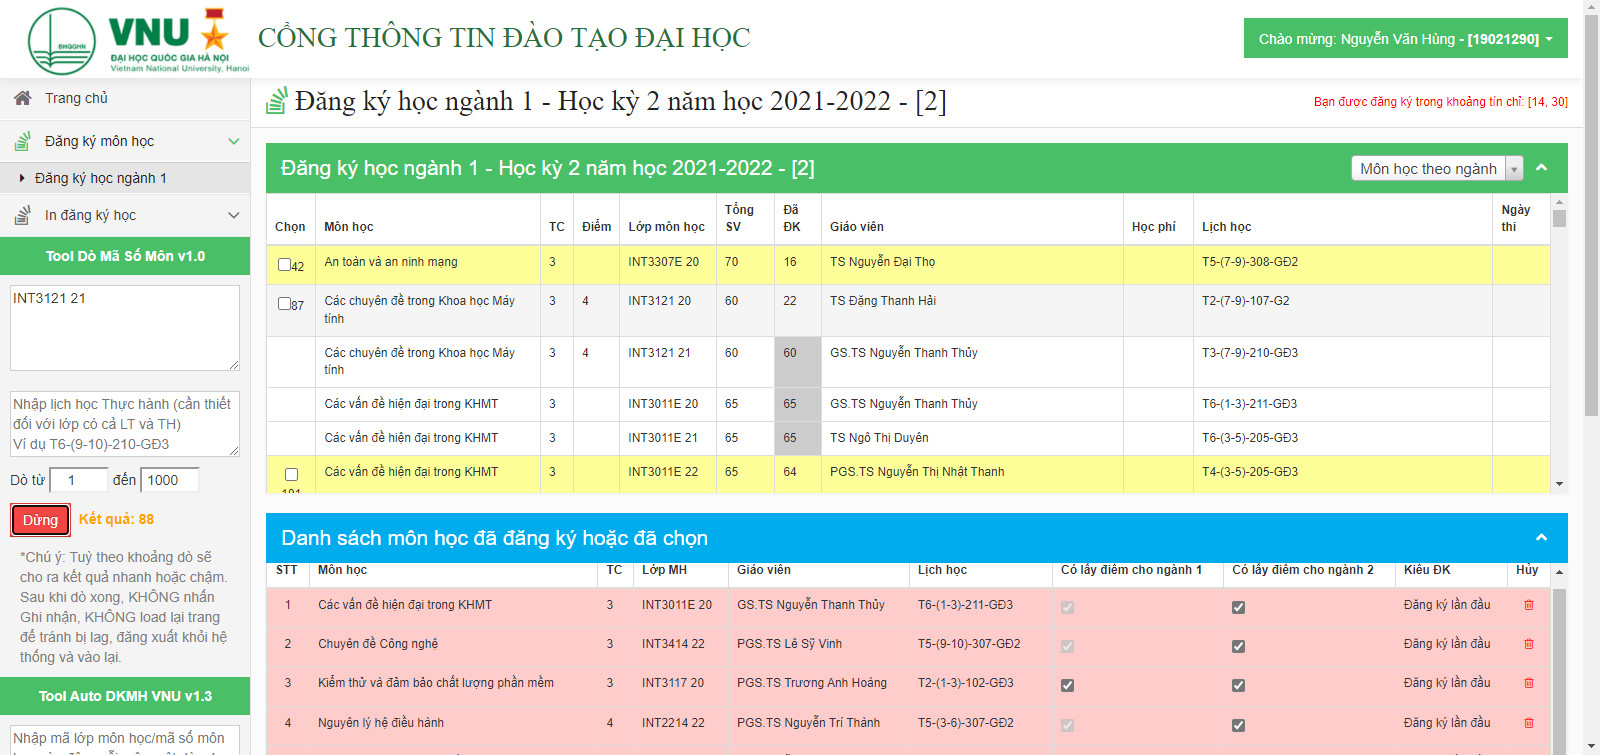 BHQGHN
VNU
ĐẠI HỌC QUỐC GIA HÀ NỘI
Vietnam National University, Hanoi
CỔNG THÔNG TIN ĐÀO TẠO ĐẠI HỌC
Chào mừng: Nguyễn Văn Hùng - [19021290]
Trang chủ
Đăng ký môn học
Đăng ký học ngành 1
In đăng ký học
Tool Dò Mã Số Môn v1.0
INT3121 21
Nhập lịch học Thực hành (cần thiết
đối với lớp có cả LT và TH)
Ví dụ T6-(9-10)-210-GĐ3
Dò từ 1 đến 1000
Dừng Kết quả: 88
*Chú ý: Tuỳ theo khoảng dò sẽ
cho ra kết quả nhanh hoặc chậm.
Sau khi dò xong, KHÔNG nhấn
Ghi nhận, KHÔNG load lại trang
để tránh bị lag, đăng xuất khỏi hệ
thống và vào lại.
Tool Auto DKMH VNU v1.3
Nhập mã lớp môn học/mã số môn
Đăng ký học ngành 1 - Học kỳ 2 năm học 2021-2022 - [2]
Bạn được đăng ký trong khoảng tín chỉ: [14, 30]
Đăng ký học ngành 1 - Học kỳ 2 năm học 2021-2022 - [2]
Môn học theo ngành
Chọn Môn học TC Điểm Lớp môn học Tổng SV Đã ĐK Giáo viên Học phí Lịch học Ngày thi
42 An toàn và an ninh mạng 3 INT3307E 20 70 16 TS Nguyễn Đại Thọ T5-(7-9)-308-GĐ2
87 Các chuyên đề trong Khoa học Máy tính 3 4 INT3121 20 60 22 TS Đặng Thanh Hải T2-(7-9)-107-G2
Các chuyên đề trong Khoa học Máy tính 3 4 INT3121 21 60 60 GS.TS Nguyễn Thanh Thủy T3-(7-9)-210-GĐ3
Các vấn đề hiện đại trong KHMT 3 INT3011E 20 65 65 GS.TS Nguyễn Thanh Thủy T6-(1-3)-211-GĐ3
Các vấn đề hiện đại trong KHMT 3 INT3011E 21 65 65 TS Ngô Thị Duyên T6-(3-5)-205-GĐ3
Các vấn đề hiện đại trong KHMT 3 INT3011E 22 65 64 PGS.TS Nguyễn Thị Nhật Thanh T4-(3-5)-205-GĐ3
Danh sách môn học đã đăng ký hoặc đã chọn
STT Môn học TC Lớp MH Giáo viên Lịch học Có lấy điểm cho ngành 1 Có lấy điểm cho ngành 2 Kiểu ĐK Hủy
1 Các vấn đề hiện đại trong KHMT 3 INT3011E 20 GS.TS Nguyễn Thanh Thủy T6-(1-3)-211-GĐ3 Đăng ký lần đầu
2 Chuyên đề Công nghệ 3 INT3414 22 PGS.TS Lê Sỹ Vinh T5-(9-10)-307-GĐ2 Đăng ký lần đầu
3 Kiểm thử và đảm bảo chất lượng phần mềm 3 INT3117 20 PGS.TS Trương Anh Hoàng T2-(1-3)-102-GĐ3 Đăng ký lần đầu
4 Nguyên lý hệ điều hành 4 INT2214 22 PGS.TS Nguyễn Trí Thành T5-(3-6)-307-GĐ2 Đăng ký lần đầu